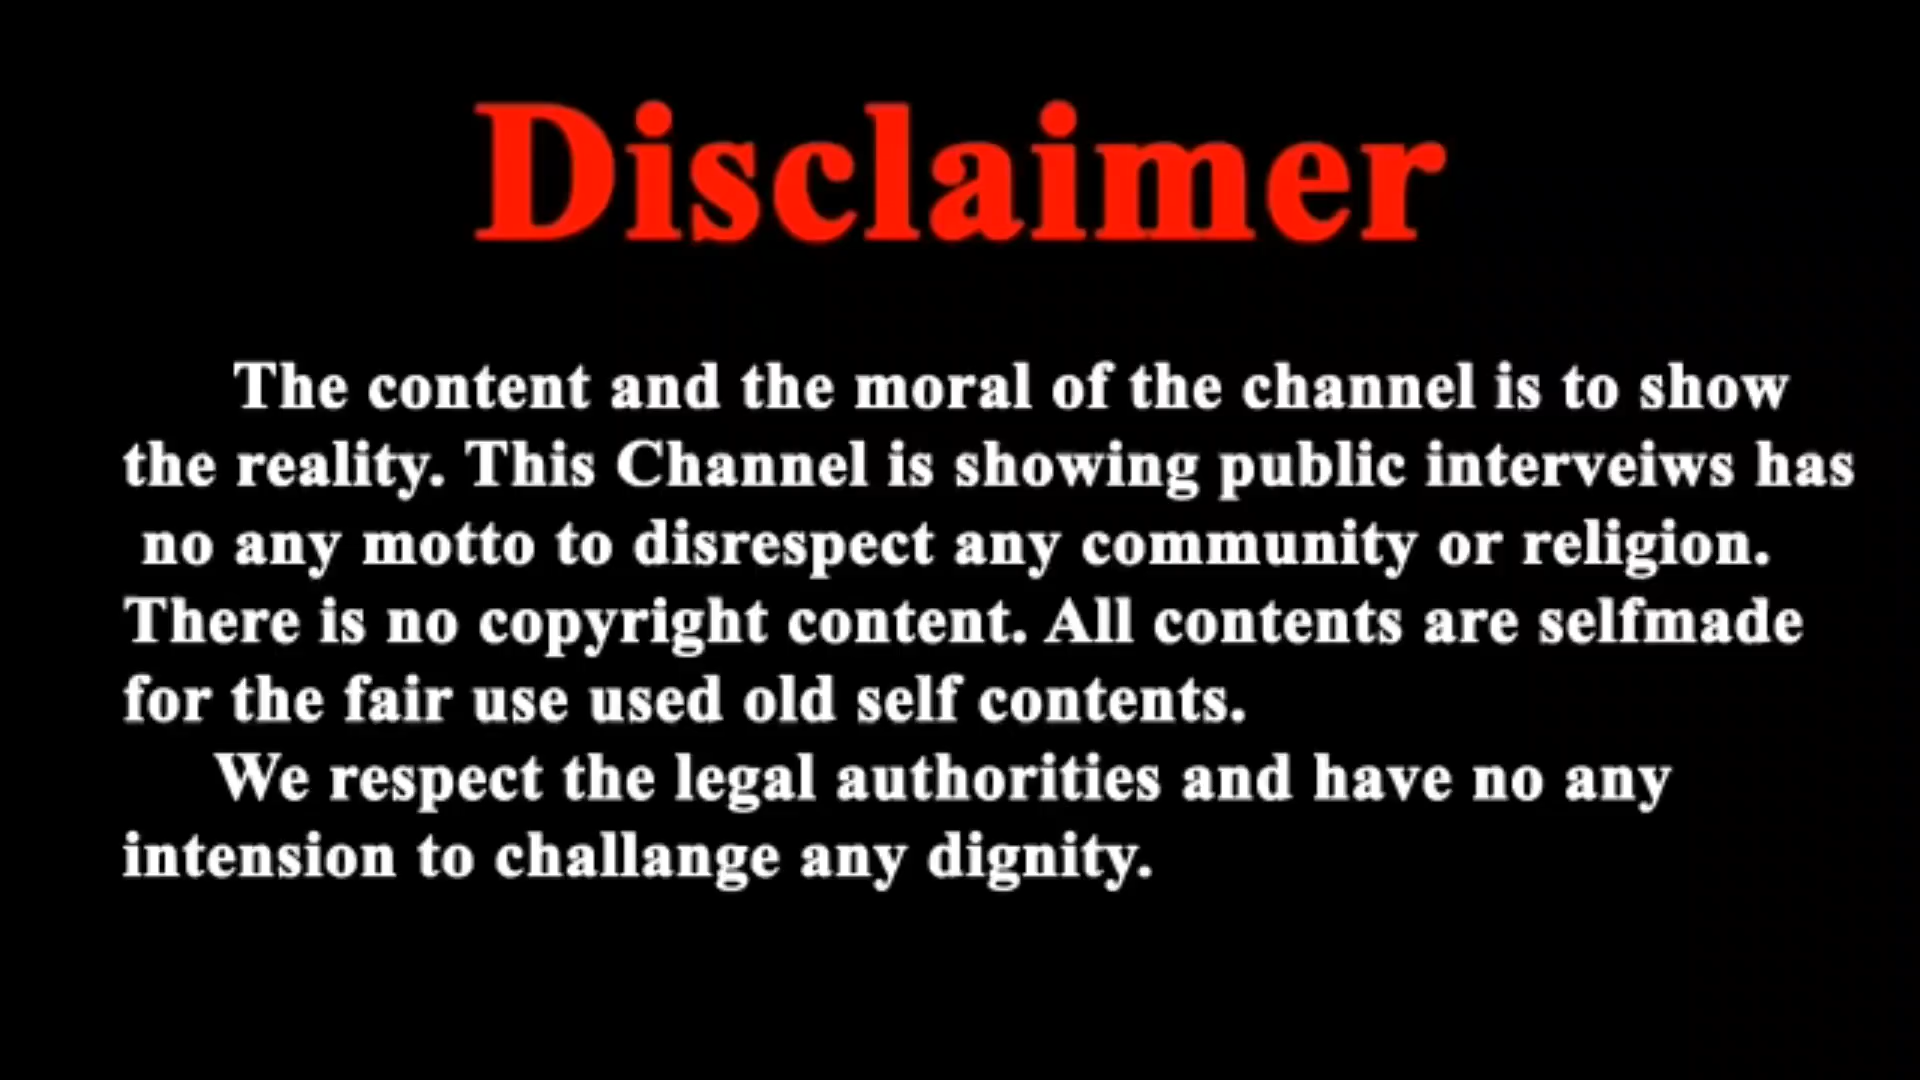 Disclaimer
The content and the moral of the channel is to show
the reality. This Channel is showing public interveiws has
no any motto to disrespect any community or religion.
There is no copyright content. All contents are selfmade
for the fair use used old self contents.
We respect the legal authorities and have no any
intension to challange any dignity.